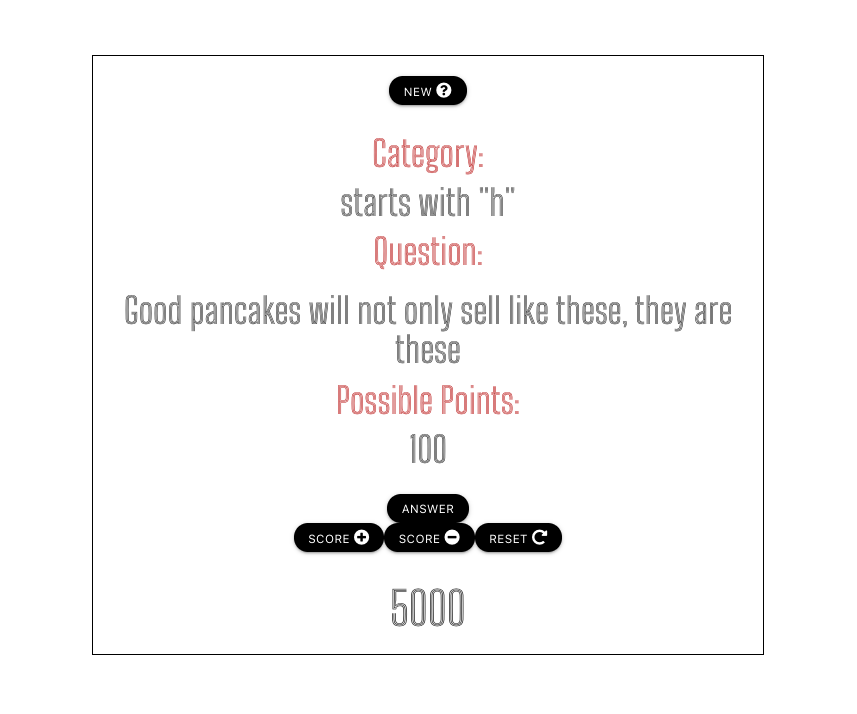 NEW
Category:
starts with "h"
Question:
Good pancakes will not only sell like these, they are
these
Possible Points:
100
ANSWER
SCORE SCORE RESET
5000